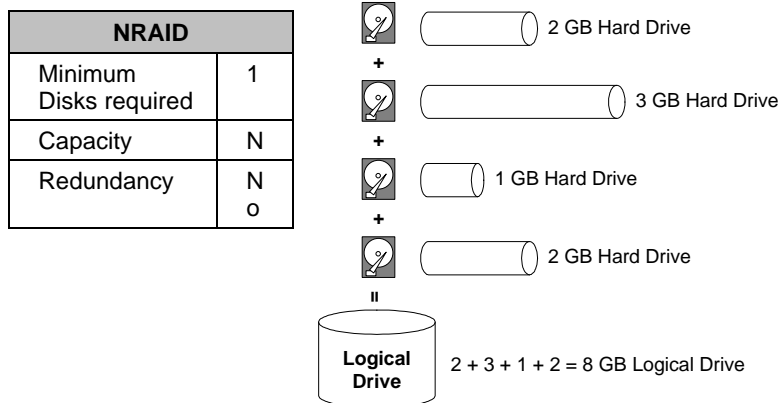 NRAID
Minimum
Disks required
1
Capacity
N
Redundancy
N
o
2 GB Hard Drive
+
3 GB Hard Drive
+
1 GB Hard Drive
+
2 GB Hard Drive
=
Logical
Drive
2 + 3 + 1 + 2 = 8 GB Logical Drive